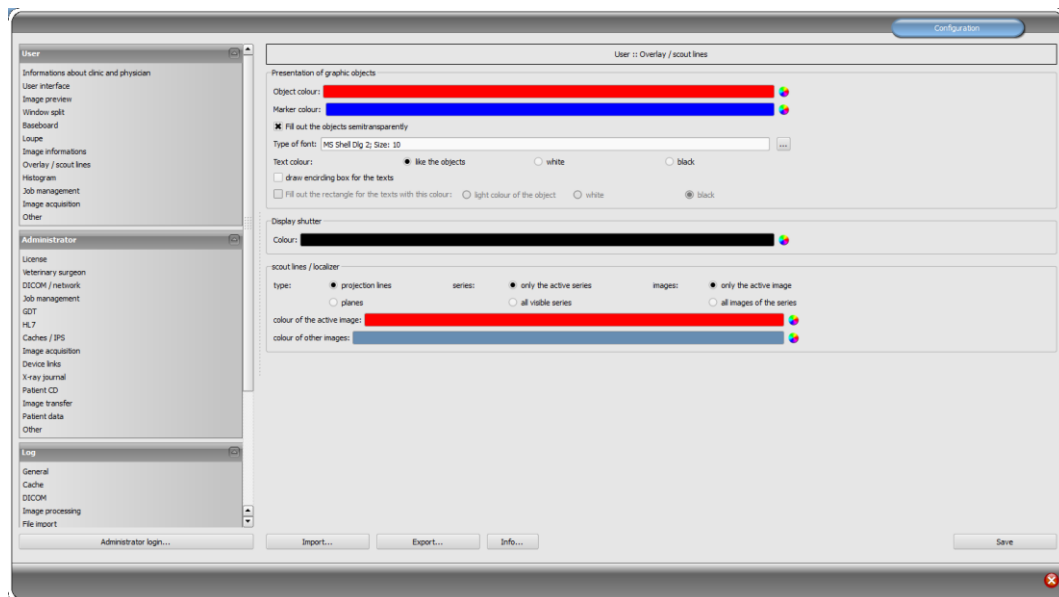 Configuration
User
Informations about clinic and physician
User interface
Image preview
Window split
Baseboard
Loupe
Image informations
Overlay / scout lines
Histogram
Job management
Image acquisition
Other
Administrator
License
Veterinary surgeon
DICOM / network
Job management
GDT
HL7
Caches / IPS
Image acquisition
Device links
X-ray journal
Patient CD
Image transfer
Patient data
Other
Log
General
Cache
DICOM
Image processing
File import
Administrator login...
User :: Overlay / scout lines
Presentation of graphic objects
Object colour:
Marker colour:
Fill out the objects semitransparently
Type of font: MS Shell Dlg 2; Size: 10 ...
Text colour: like the objects white black
draw encirding box for the texts
Fill out the rectangle for the texts with this colour: light colour of the object white black
Display shutter
Colour:
scout lines / localizer
type: projection lines series: only the active series images: only the active image
planes all visible series all images of the series
colour of the active image:
colour of other images:
Import... Export... Info... Save